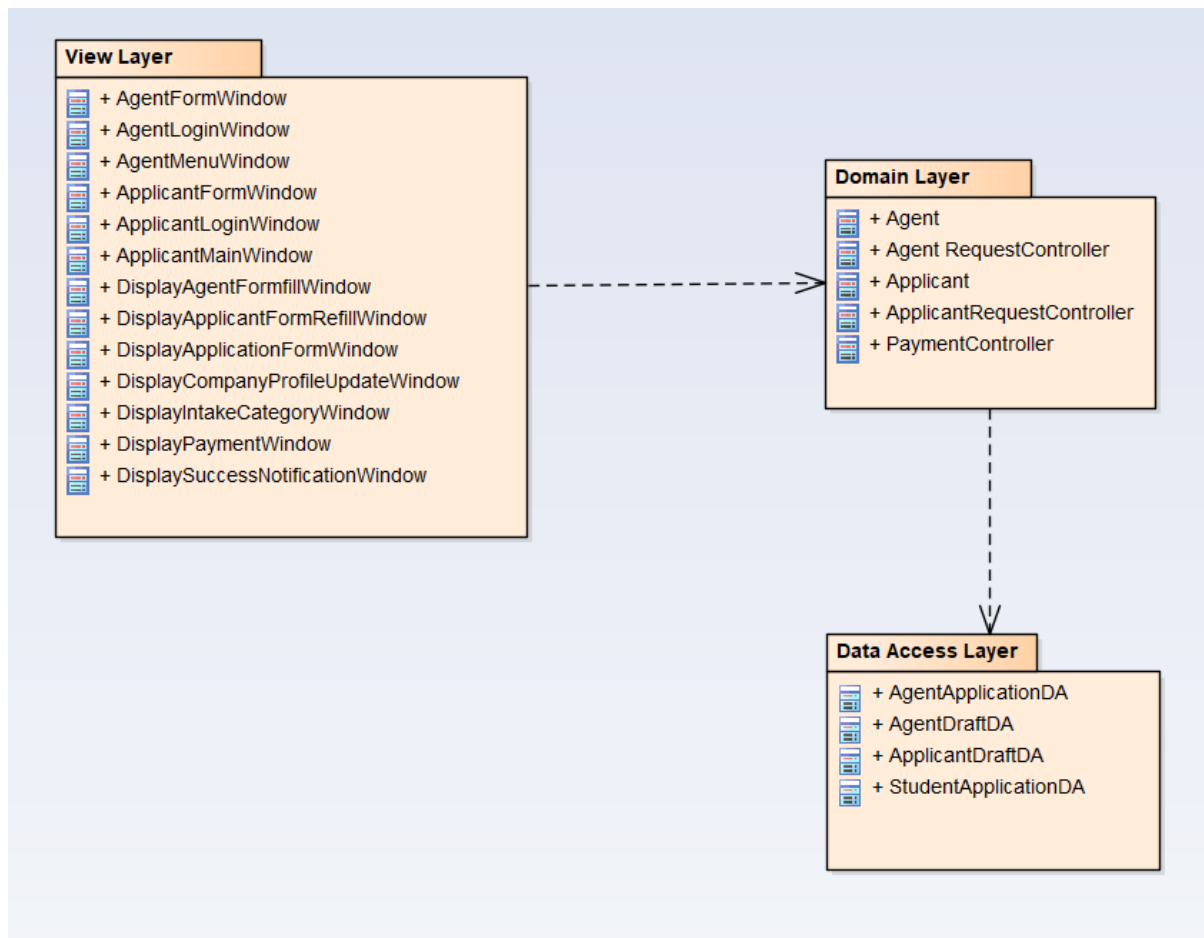 View Layer
+ AgentFormWindow
+ AgentLoginWindow
+ AgentMenuWindow
+ ApplicantFormWindow
+ ApplicantLoginWindow
+ ApplicantMainWindow
+ DisplayAgentFormfillWindow
+ DisplayApplicantFormRefillWindow
+ DisplayApplicationFormWindow
+ DisplayCompanyProfileUpdateWindow
+ DisplayIntakeCategoryWindow
+ DisplayPaymentWindow
+ DisplaySuccessNotificationWindow
Domain Layer
+ Agent
+ Agent RequestController
+ Applicant
+ ApplicantRequestController
+ PaymentController
Data Access Layer
+ AgentApplicationDA
+ AgentDraftDA
+ ApplicantDraftDA
+ StudentApplicationDA